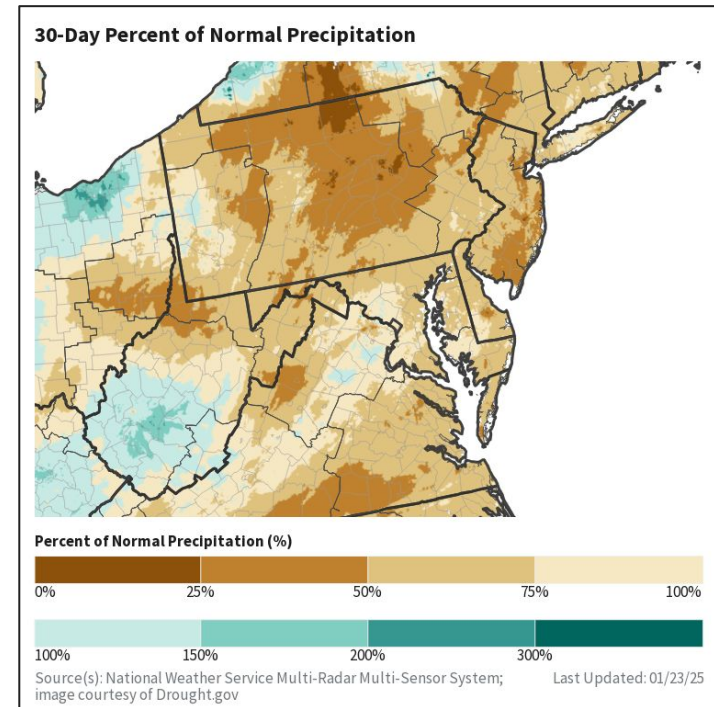 30-Day Percent of Normal Precipitation
Percent of Normal Precipitation (%)
0% 25% 50% 75% 100%
100% 150% 200% 300%
Source(s): National Weather Service Multi-Radar Multi-Sensor System; Last Updated: 01/23/25
image courtesy of Drought.gov